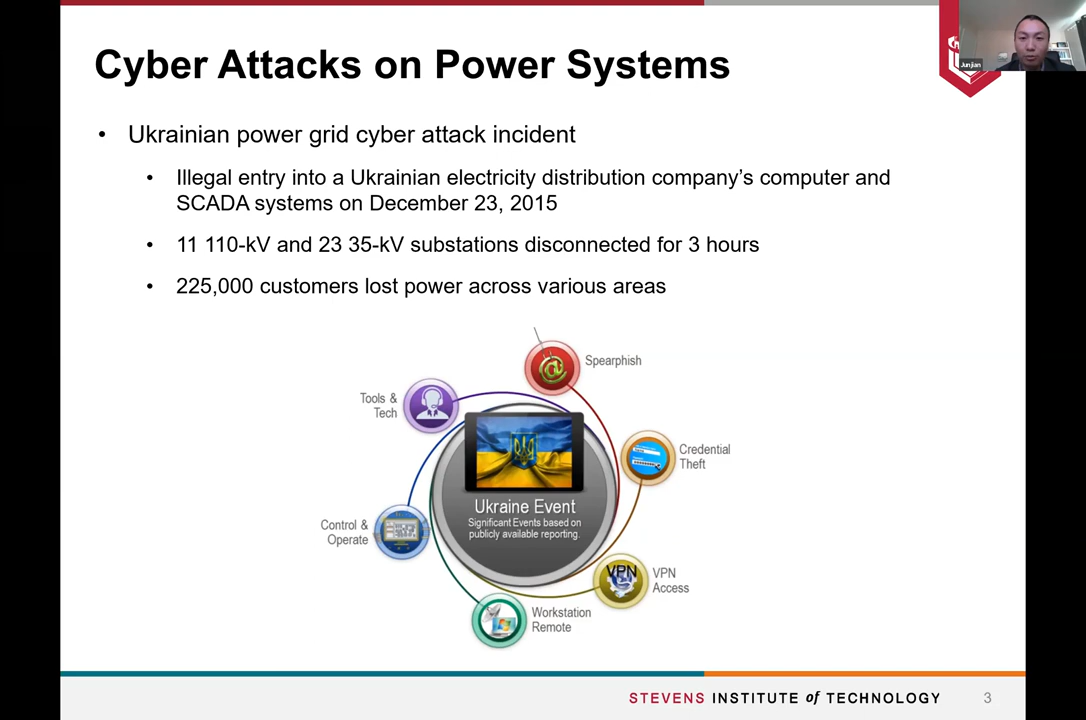 Cyber Attacks on Power Systems
Junjian
• Ukrainian power grid cyber attack incident
• Illegal entry into a Ukrainian electricity distribution company’s computer and
SCADA systems on December 23, 2015
• 11 110-kV and 23 35-kV substations disconnected for 3 hours
• 225,000 customers lost power across various areas
Spearphish
Tools &
Tech
Credential
Theft
Ukraine Event
Significant Events based on
publicly available reporting.
Control &
Operate
VPN
VPN
Access
Workstation
Remote
STEVENS INSTITUTE of TECHNOLOGY
3